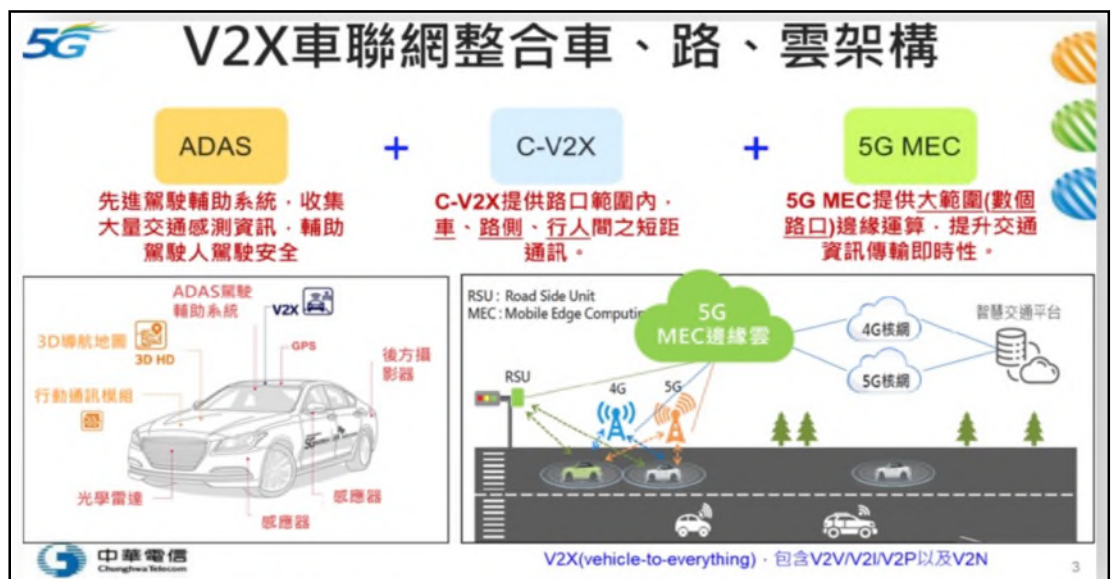 5G
V2X車聯網整合車、路、雲架構
ADAS
+
C-V2X
+
5G MEC
先進駕駛輔助系統,收集
大量交通感測資訊,輔助
駕駛人駕駛安全
C-V2X提供路口範圍內,
車、路側、行人間之短距
通訊。
5G MEC提供大範圍(數個
路口)邊緣運算,提升交通
資訊傳輸即時性。
ADAS駕駛
輔助系統
V2X
3D導航地圖
3D HD
GPS
後方攝
影器
行動通訊模組
5G
光學雷達
感應器
感應器
RSU : Road Side Unit
MEC : Mobile Edge Computin
5G
MEC邊緣雲
4G核網
5G核網
智慧交通平台
RSU
4G
5G
中華電信
Chunghwa Telecom
V2X(vehicle-to-everything),包含V2V/V2I/V2P以及V2N
3